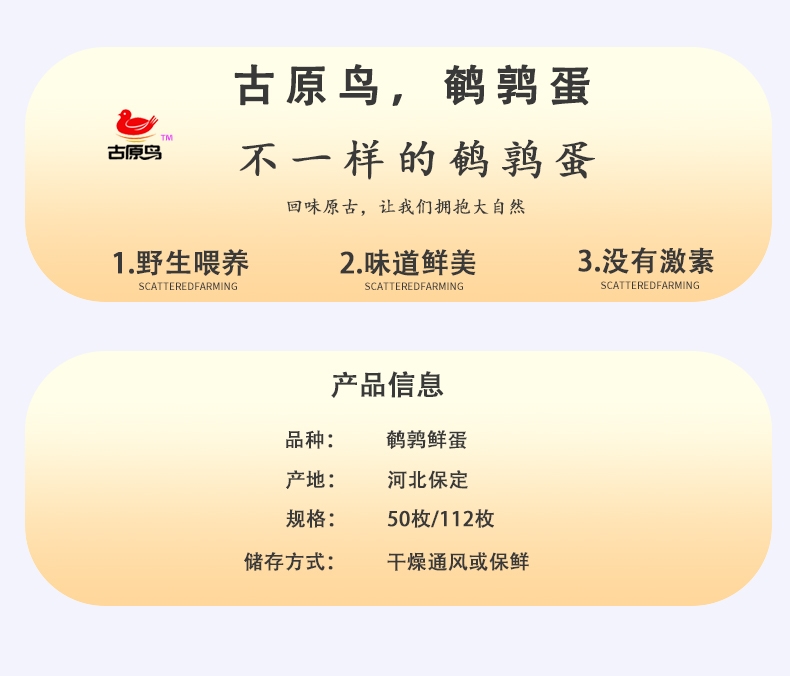 古原鸟，鹌鹑蛋
古原鸟 TM
不一样的鹌鹑蛋
回味原古，让我们拥抱大自然
1.野生喂养 2.味道鲜美 3.没有激素
SCATTEREDFARMING SCATTEREDFARMING SCATTEREDFARMING
产品信息
品种： 鹌鹑鲜蛋
产地： 河北保定
规格： 50枚/112枚
储存方式： 干燥通风或保鲜